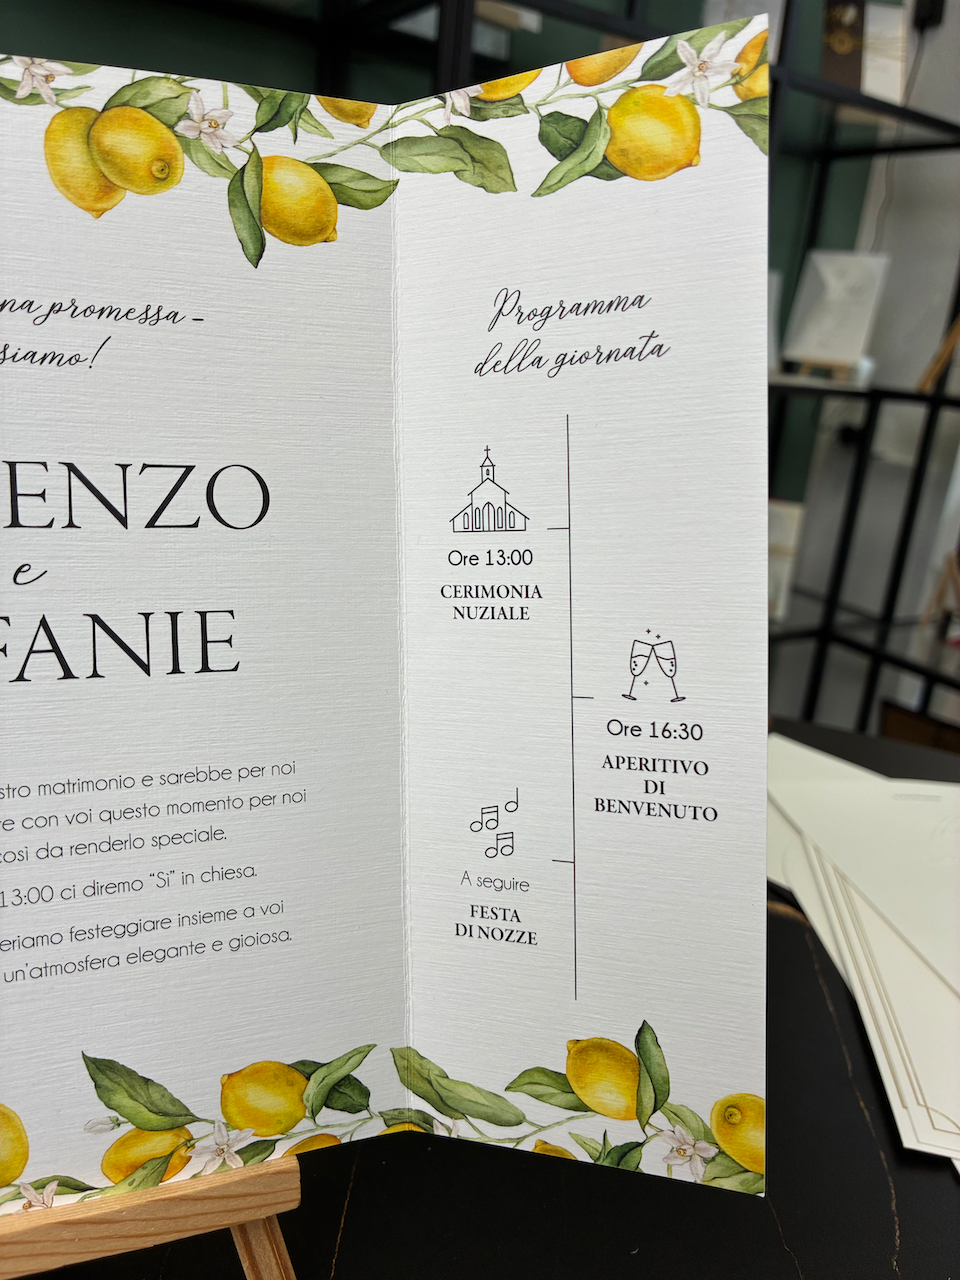 na promessa -
siamo!
ENZO
e
FANIE
stro matrimonio e sarebbe per noi
re con voi questo momento per noi
così da renderlo speciale.
13:00 ci diremo “Sì” in chiesa.
eriamo festeggiare insieme a voi
un'atmosfera elegante e gioiosa.
Programma
della giornata
Ore 13:00
CERIMONIA
NUZIALE
Ore 16:30
APERITIVO
DI
BENVENUTO
A seguire
FESTA
DI NOZZE